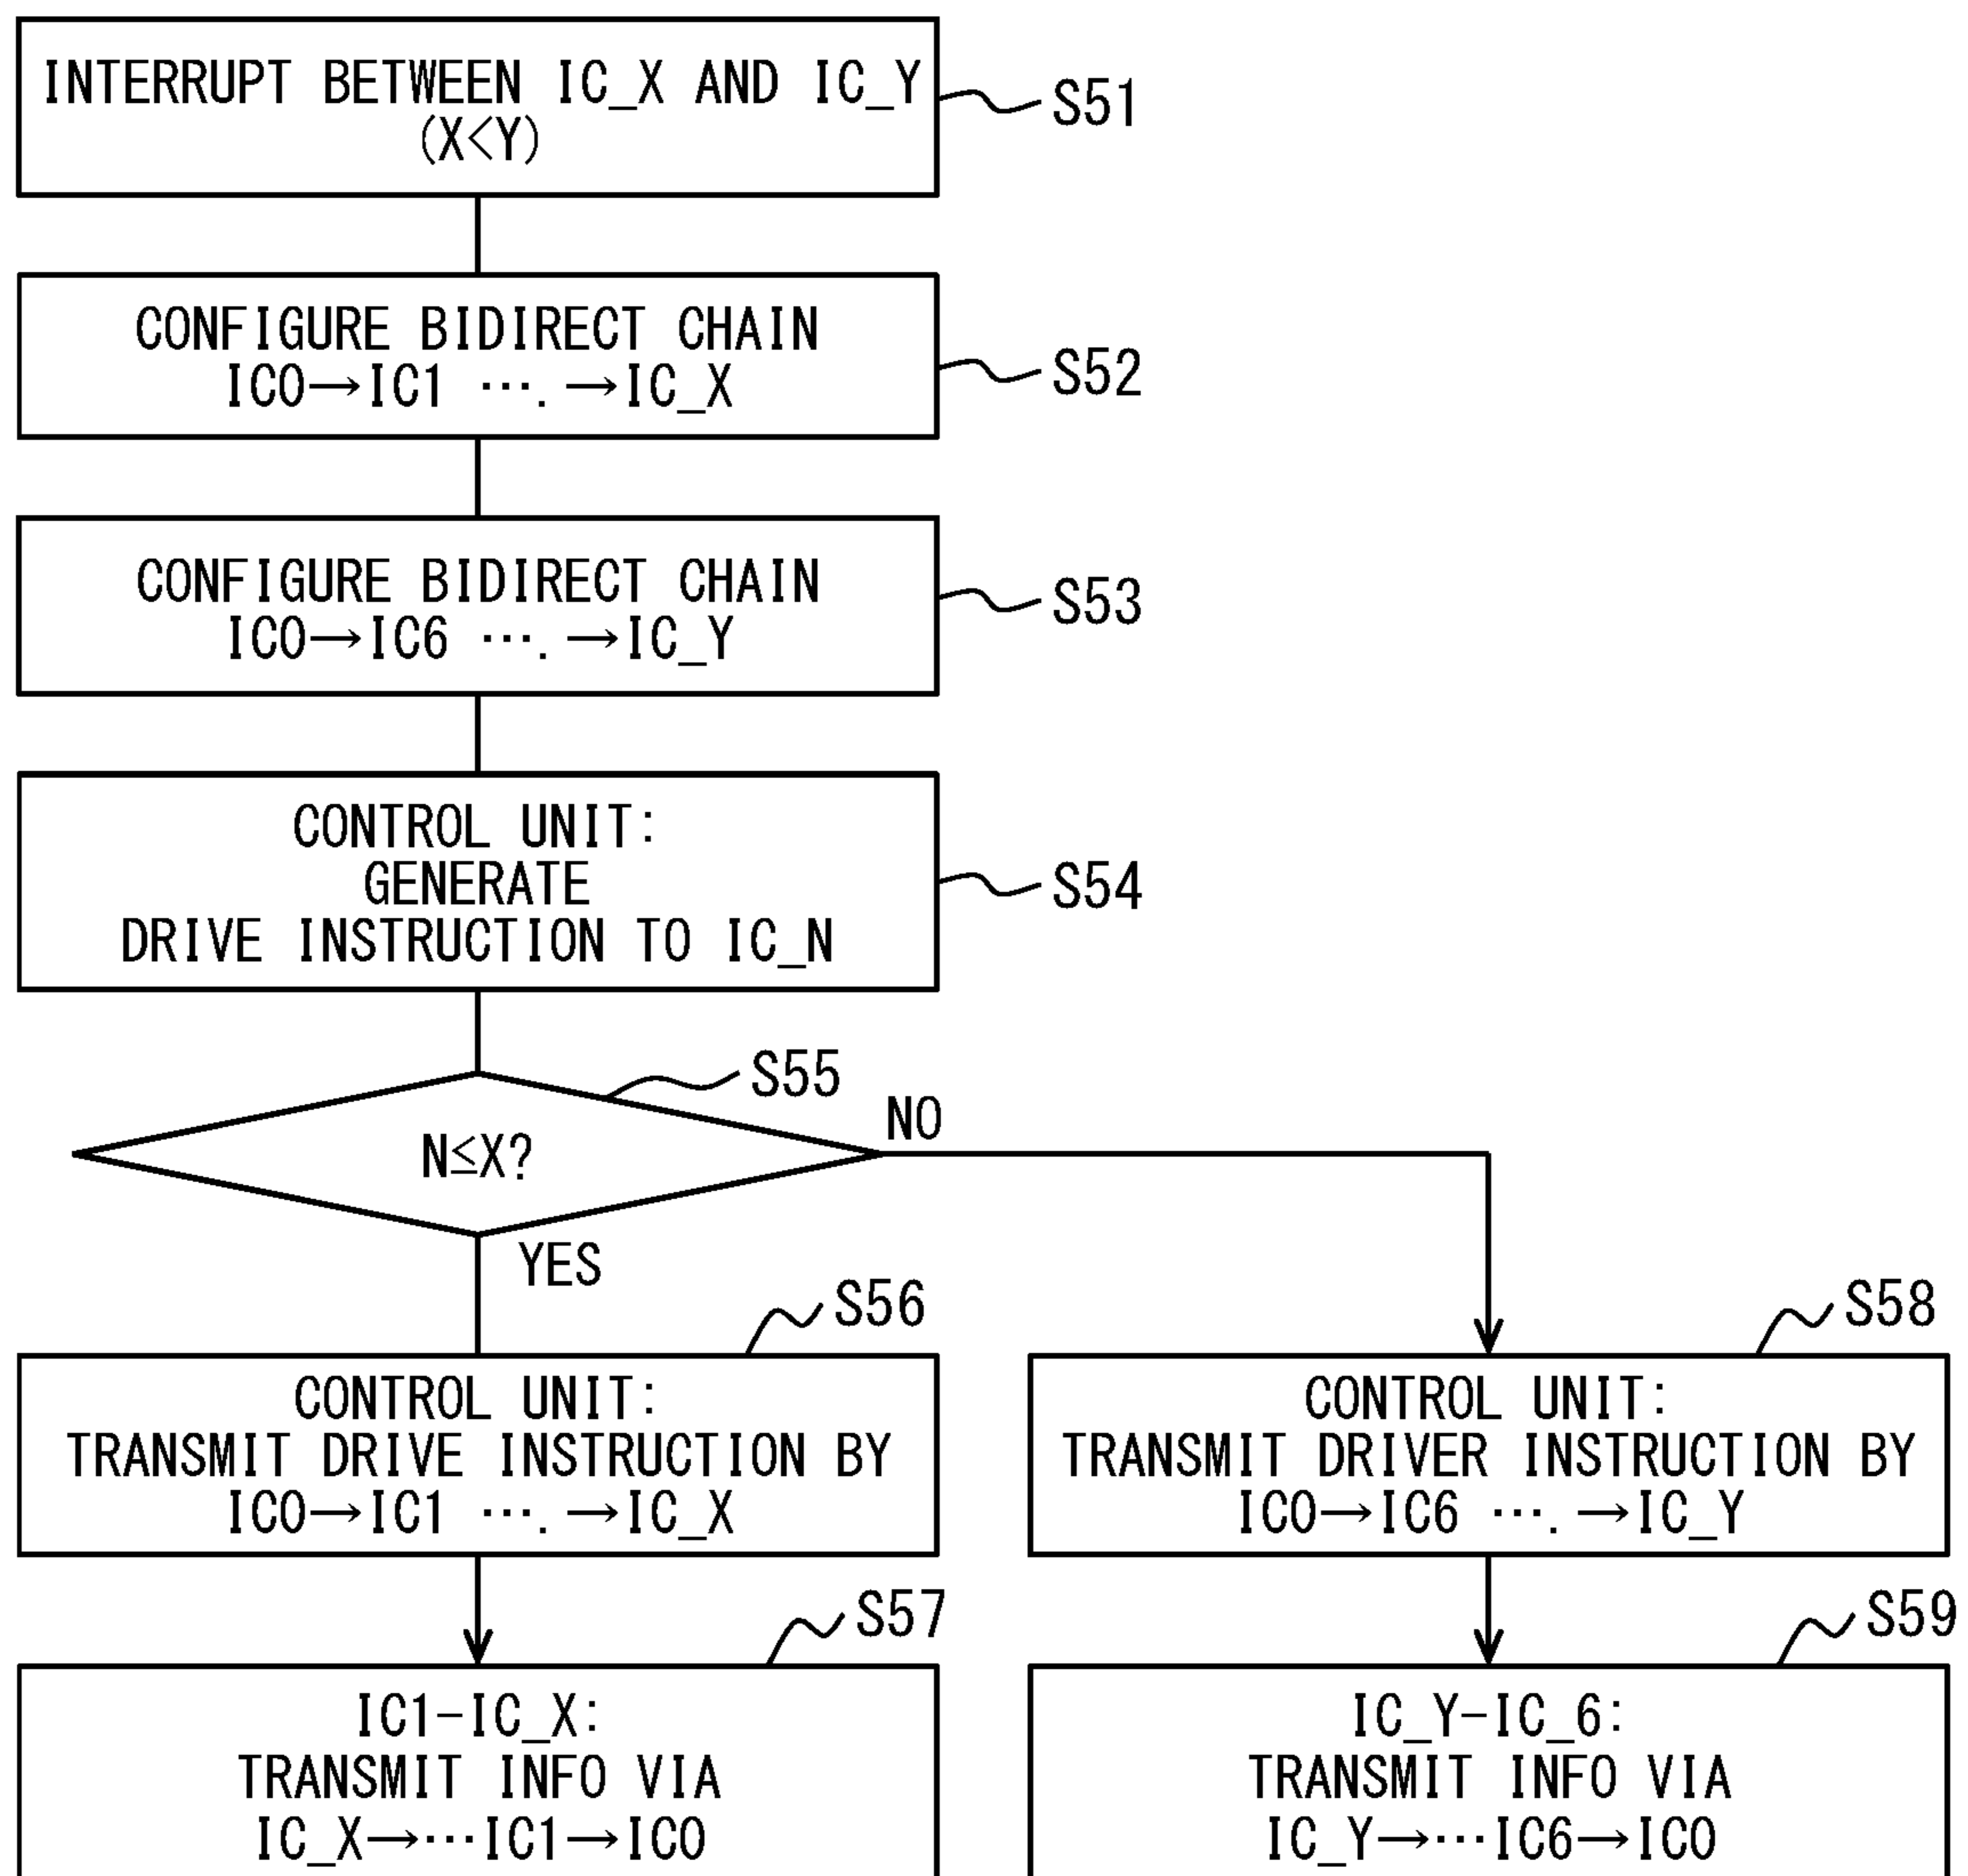 INTERRUPT BETWEEN IC_X AND IC_Y
(X<Y)
S51
CONFIGURE BIDIRECT CHAIN
IC0→IC1 ‥‥. →IC_X
S52
CONFIGURE BIDIRECT CHAIN
IC0→IC6 ‥‥. →IC_Y
S53
CONTROL UNIT:
GENERATE
DRIVE INSTRUCTION TO IC_N
S54
S55
N≤X?
NO
YES
S56
CONTROL UNIT:
TRANSMIT DRIVE INSTRUCTION BY
IC0→IC1 ‥‥. →IC_X
S58
CONTROL UNIT:
TRANSMIT DRIVER INSTRUCTION BY
IC0→IC6 ‥‥. →IC_Y
S57
IC1-IC_X:
TRANSMIT INFO VIA
IC_X→…IC1→IC0
S59
IC_Y-IC_6:
TRANSMIT INFO VIA
IC_Y→…IC6→IC0